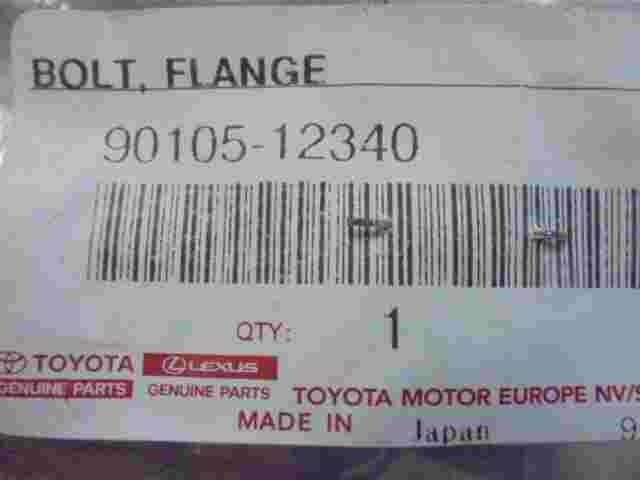 BOLT, FLANGE
90105-12340
QTY: 1
TOYOTA LEXUS
GENUINE PARTS GENUINE PARTS TOYOTA MOTOR EUROPE NV/S
MADE IN Japan 9